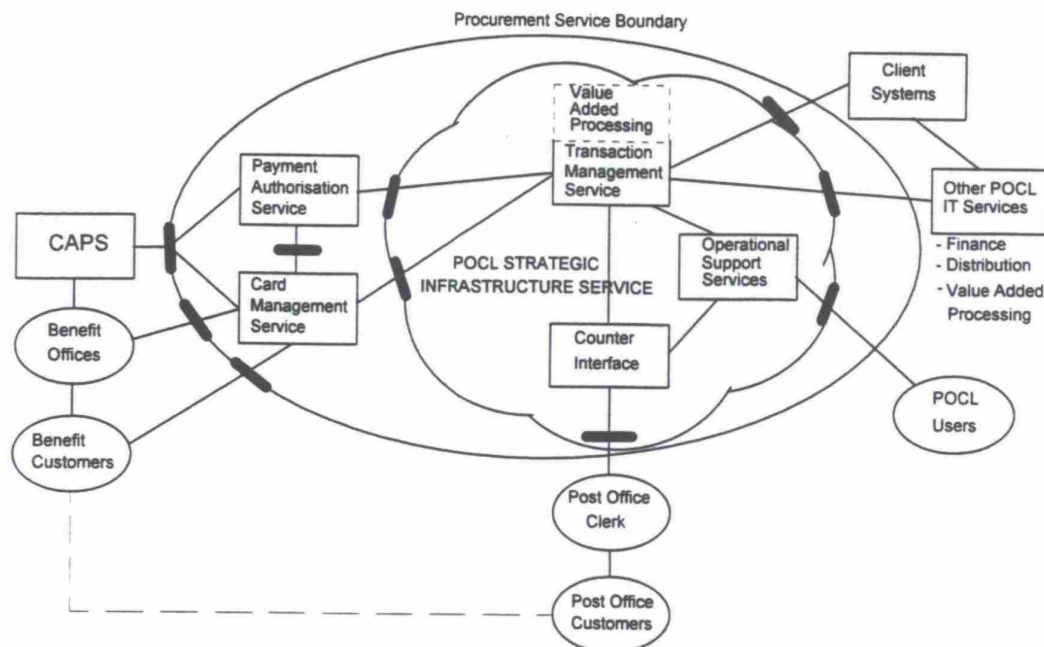 Procurement Service Boundary
Client
Systems
Value
Added
Processing
Transaction
Management
Service
Payment
Authorisation
Service
Other POCL
IT Services
- Finance
- Distribution
- Value Added
Processing
CAPS
Operational
Support
Services
POCL STRATEGIC
INFRASTRUCTURE SERVICE
Card
Management
Service
Benefit
Offices
Counter
Interface
POCL
Users
Benefit
Customers
Post Office
Clerk
Post Office
Customers